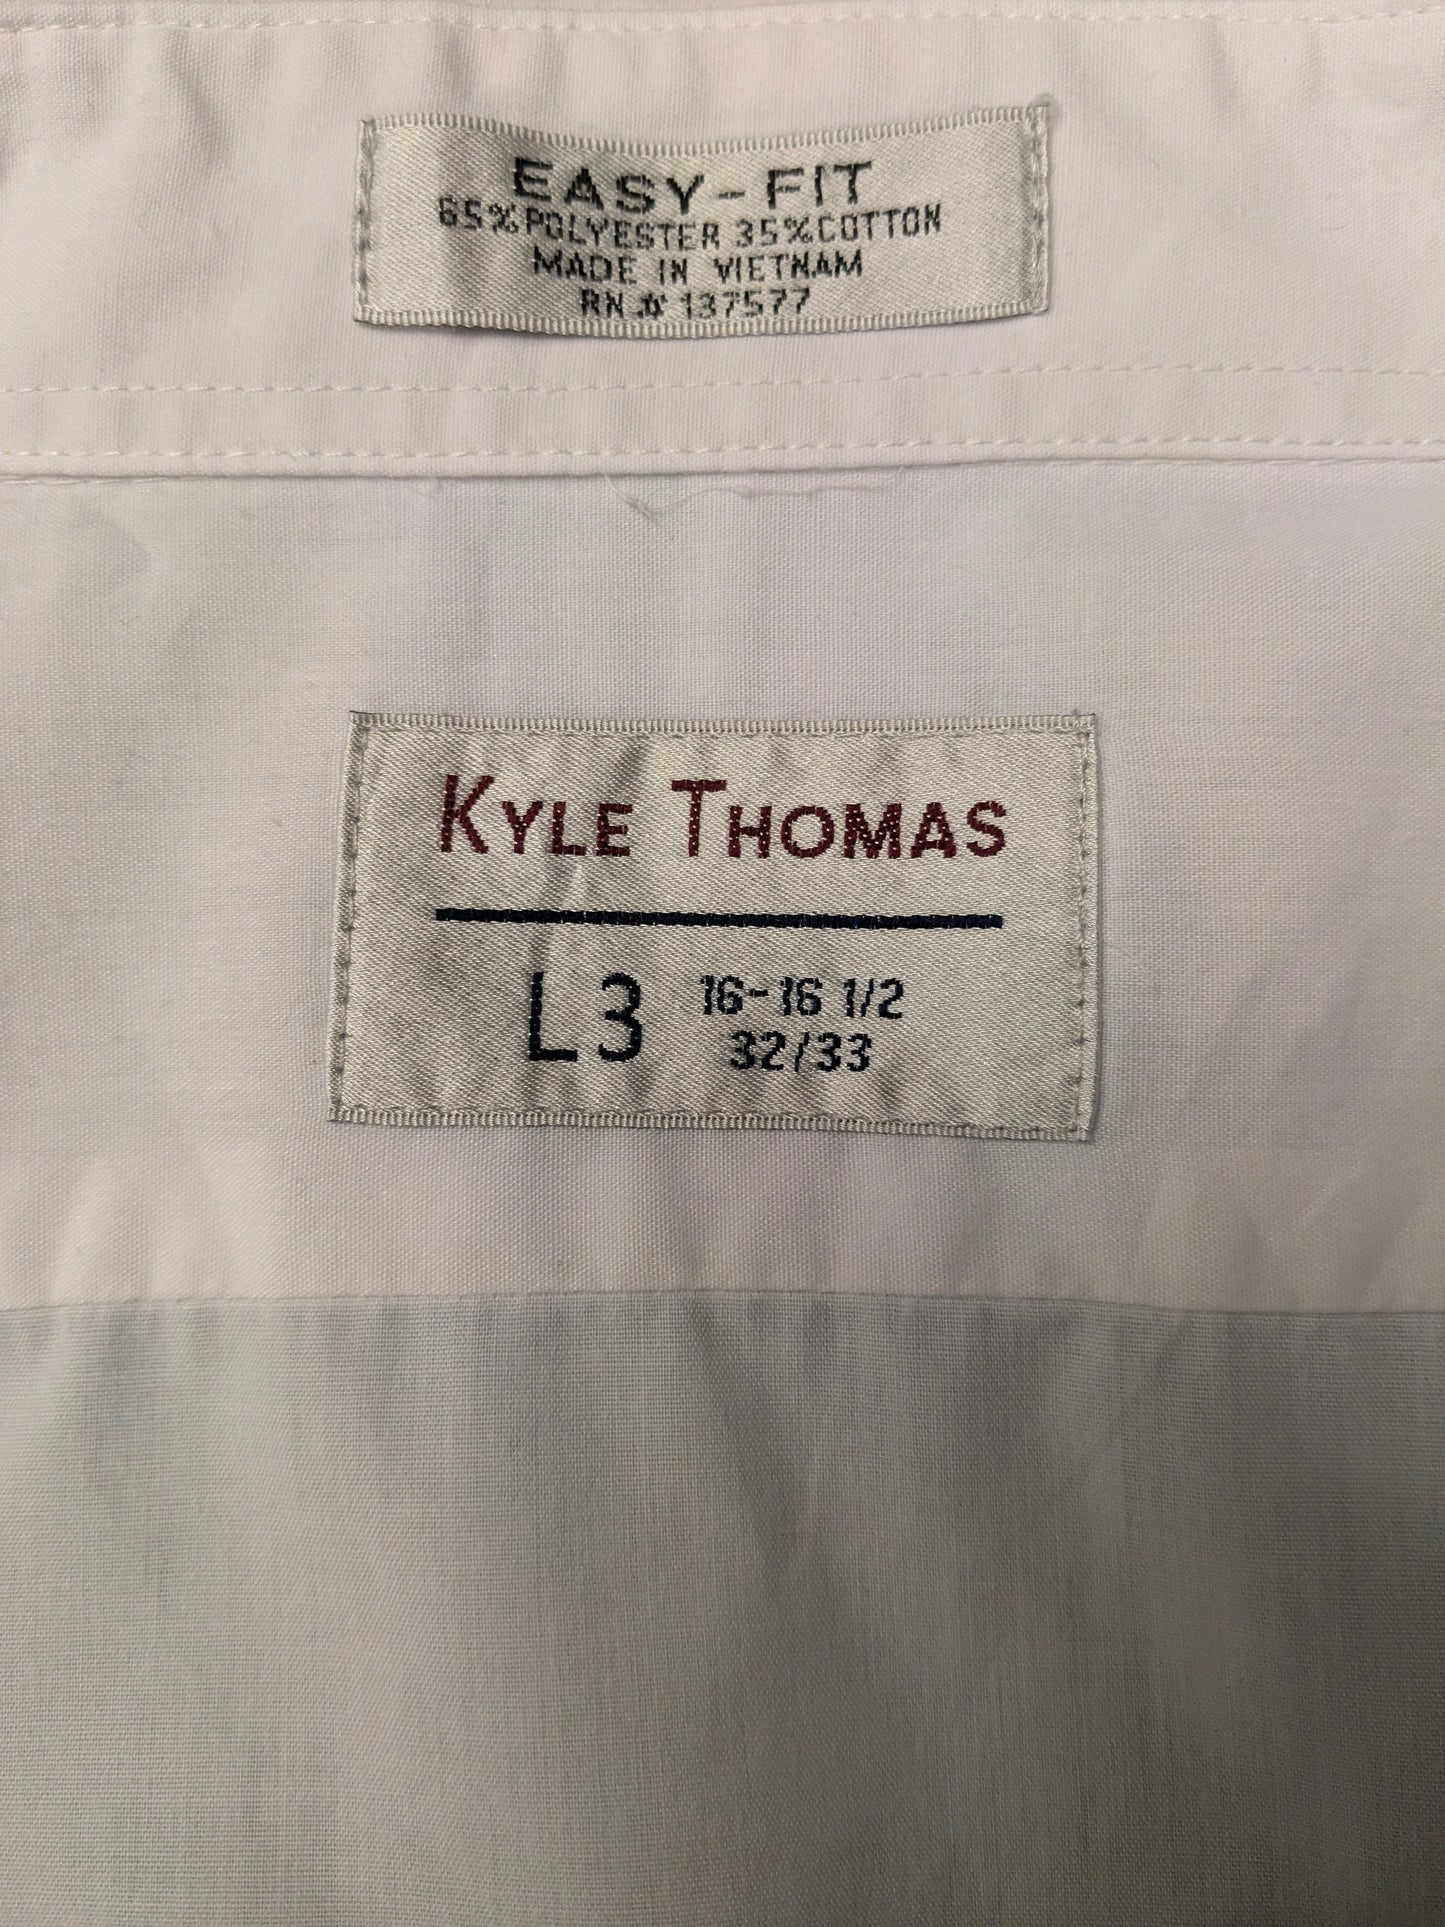 EASY-FIT
65%POLYESTER 35%COTTON
MADE IN VIETNAM
RN # 137577
KYLE THOMAS
L3 16-16 1/2
32/33